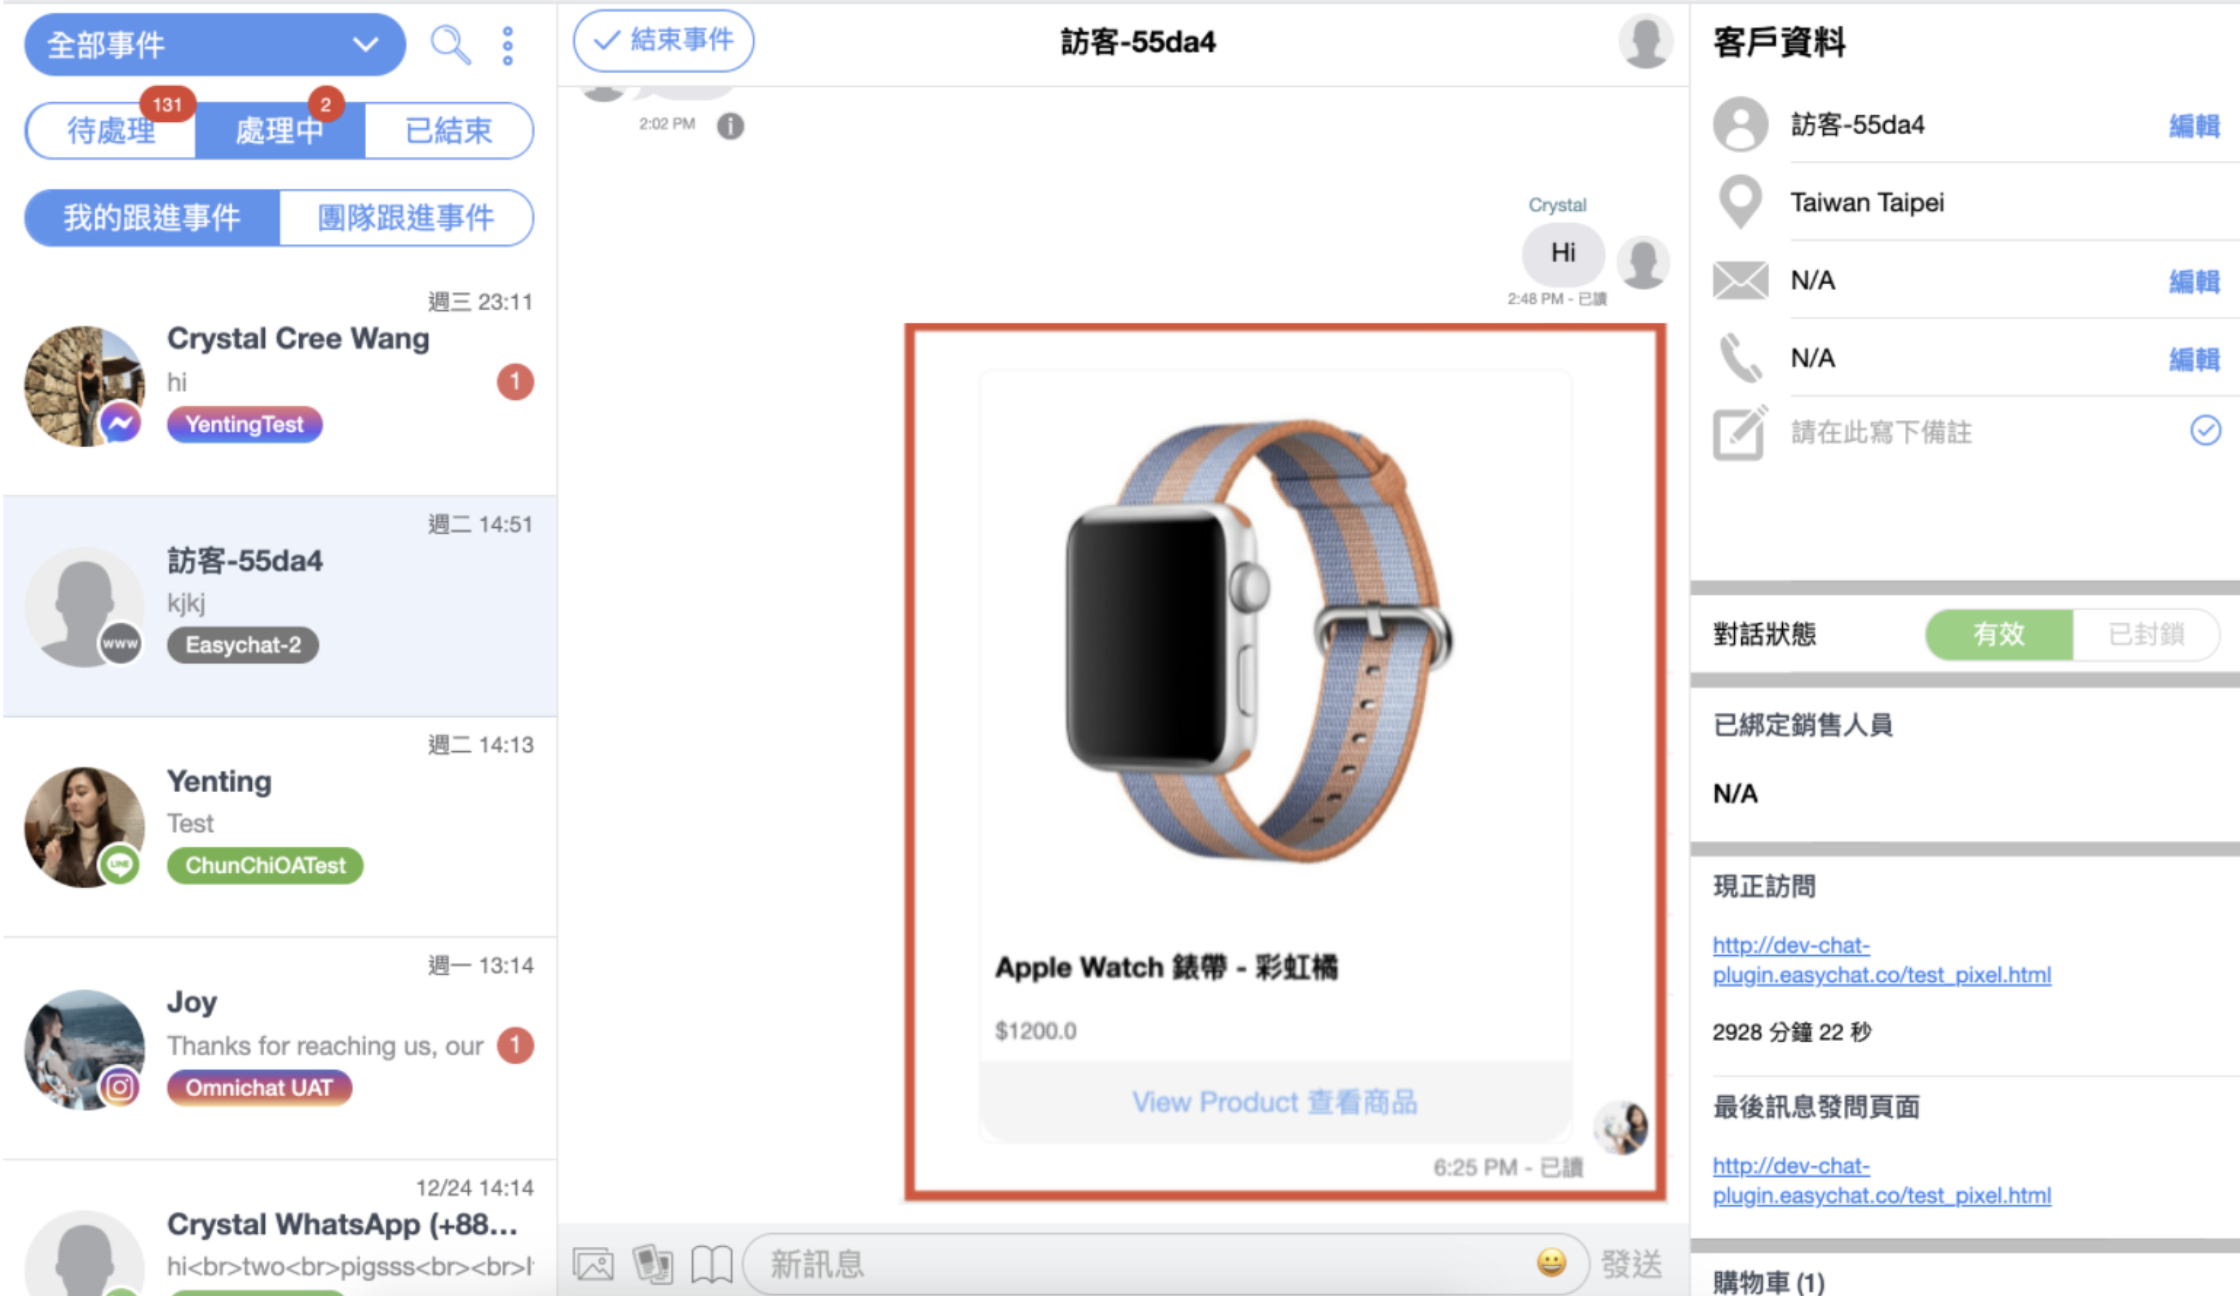 全部事件
待處理
131
處理中
2
已結束
我的跟進事件
團隊跟進事件
週三 23:11
Crystal Cree Wang
hi
1
YentingTest
週二 14:51
訪客-55da4
kjkj
www
Easychat-2
週二 14:13
Yenting
Test
LINE
ChunChiOATest
週一 13:14
Joy
Thanks for reaching us, our
1
Omnichat UAT
12/24 14:14
Crystal WhatsApp (+88...
hi<br>two<br>pigsss<br><br>I
結束事件
訪客-55da4
2:02 PM
Crystal
Hi
2:48 PM - 已讀
Apple Watch 錶帶 - 彩虹橘
$1200.0
View Product 查看商品
6:25 PM - 已讀
新訊息
發送
客戶資料
訪客-55da4
編輯
Taiwan Taipei
N/A
編輯
N/A
編輯
請在此寫下備註
對話狀態
有效
已封鎖
已綁定銷售人員
N/A
現正訪問
http://dev-chat-
plugin.easychat.co/test_pixel.html
2928 分鐘 22 秒
最後訊息發問頁面
http://dev-chat-
plugin.easychat.co/test_pixel.html
購物車 (1)